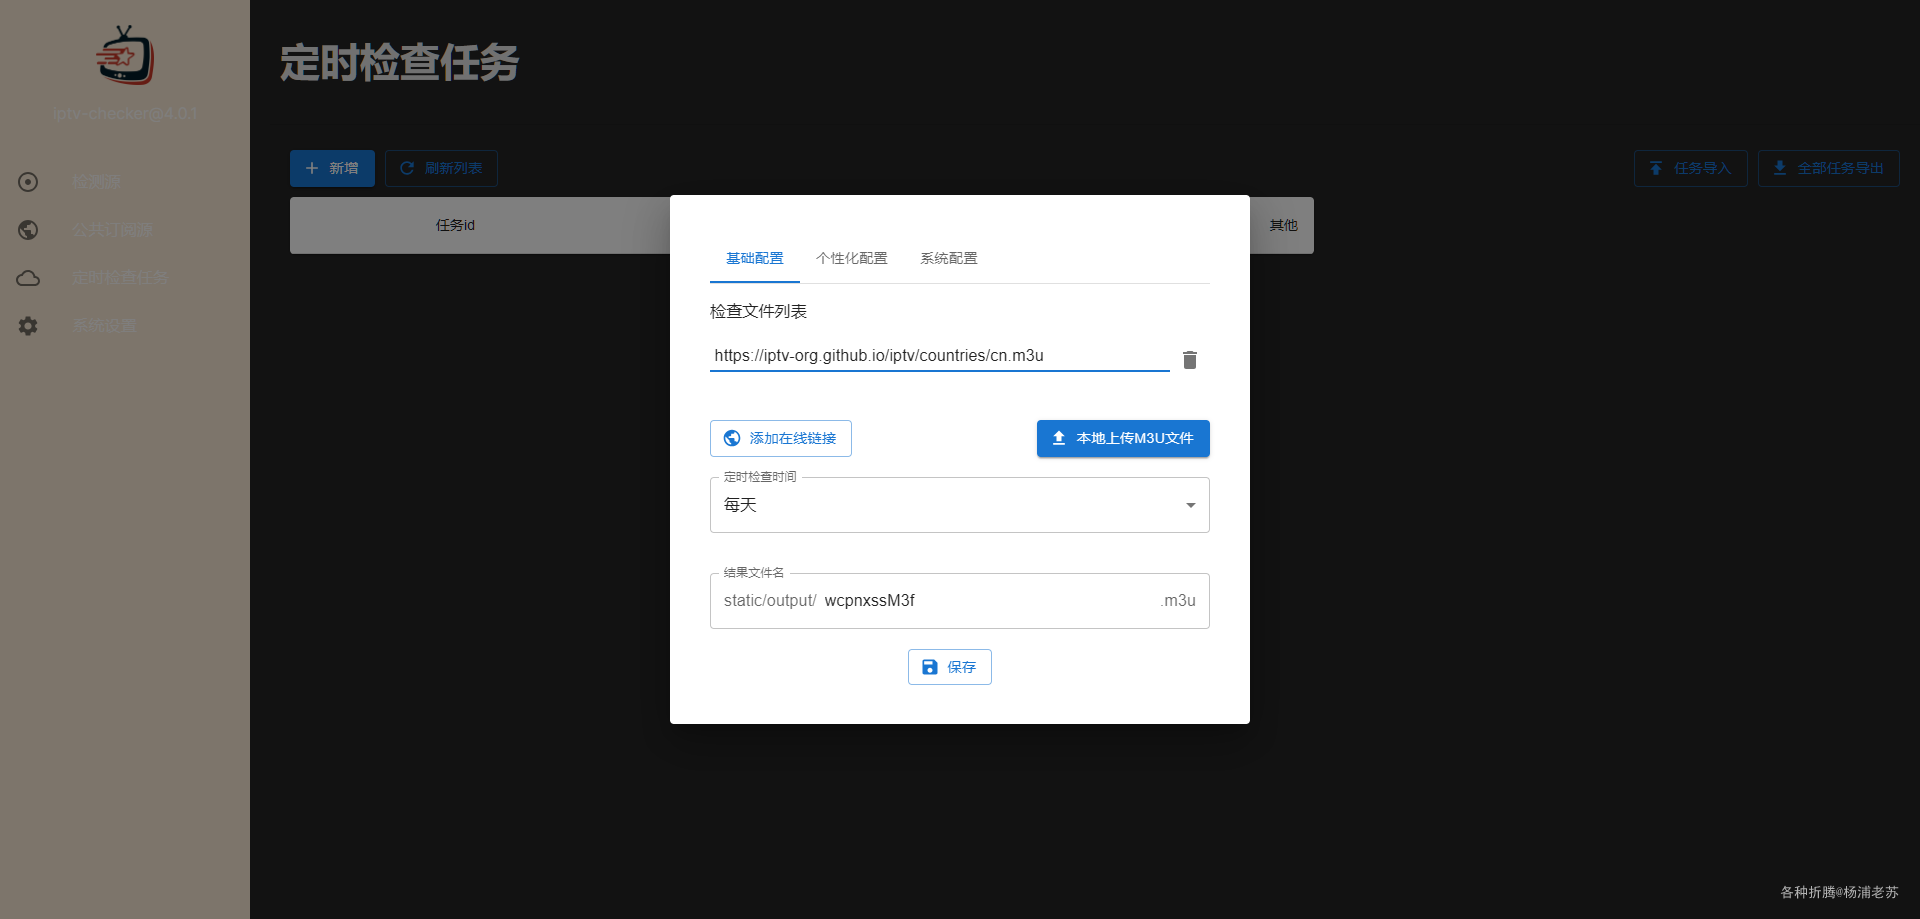 iptv-checker@4.0.1
检测源
公共订阅源
定时检查任务
系统设置
定时检查任务
新增
刷新列表
任务导入
全部任务导出
任务id
其他
基础配置
个性化配置
系统配置
检查文件列表
https://iptv-org.github.io/iptv/countries/cn.m3u
添加在线链接
本地上传M3U文件
定时检查时间
每天
结果文件名
static/output/ wcpnxssM3f .m3u
保存
各种折腾@杨浦老苏